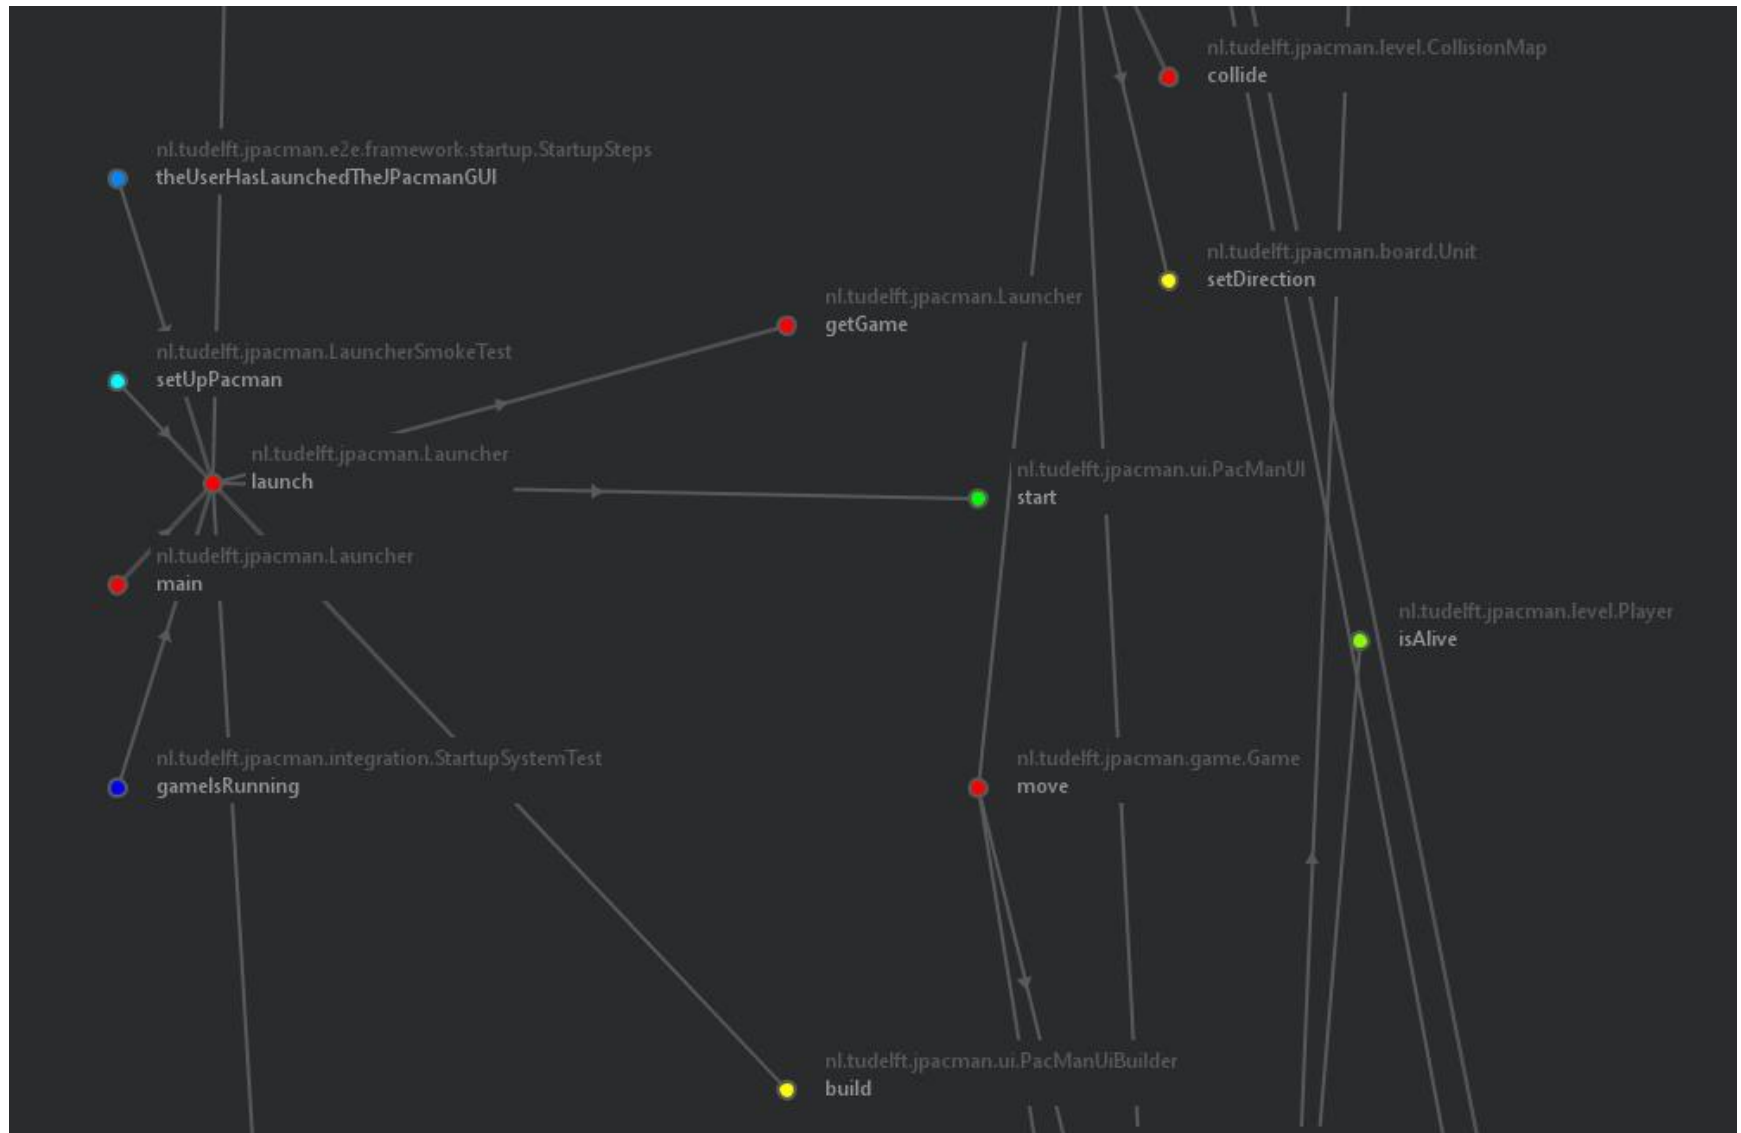 nl.tudelft.jpacman.level.CollisionMap
collide
nl.tudelft.jpacman.e2e.framework.startup.StartupSteps
theUserHasLaunchedTheJPacmanGUI
nl.tudelft.jpacman.board.Unit
setDirection
nl.tudelft.jpacman.Launcher
getGame
nl.tudelft.jpacman.LauncherSmokeTest
setUpPacman
nl.tudelft.jpacman.Launcher
launch
nl.tudelft.jpacman.ui.PacManUI
start
nl.tudelft.jpacman.Launcher
main
nl.tudelft.jpacman.level.Player
isAlive
nl.tudelft.jpacman.integration.StartupSystemTest
gameIsRunning
nl.tudelft.jpacman.game.Game
move
nl.tudelft.jpacman.ui.PacManUiBuilder
build